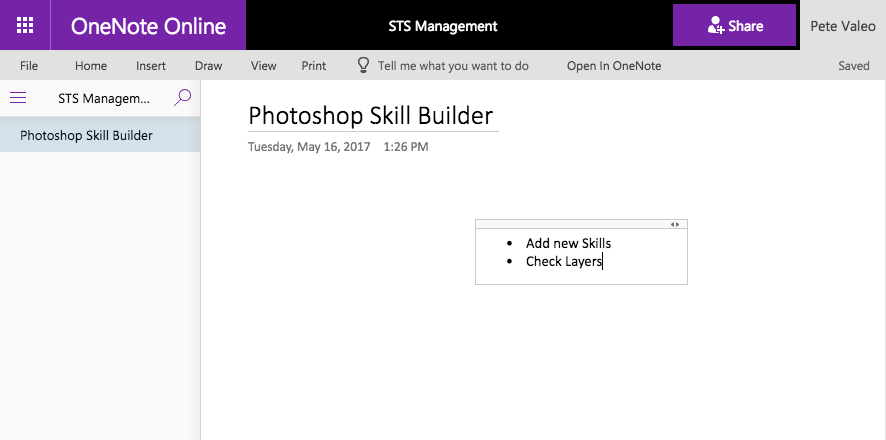 OneNote Online STS Management Share Pete Valeo
File Home Insert Draw View Print Tell me what you want to do Open In OneNote Saved
STS Managem...
Photoshop Skill Builder
Photoshop Skill Builder
Tuesday, May 16, 2017 1:26 PM
• Add new Skills
• Check Layers